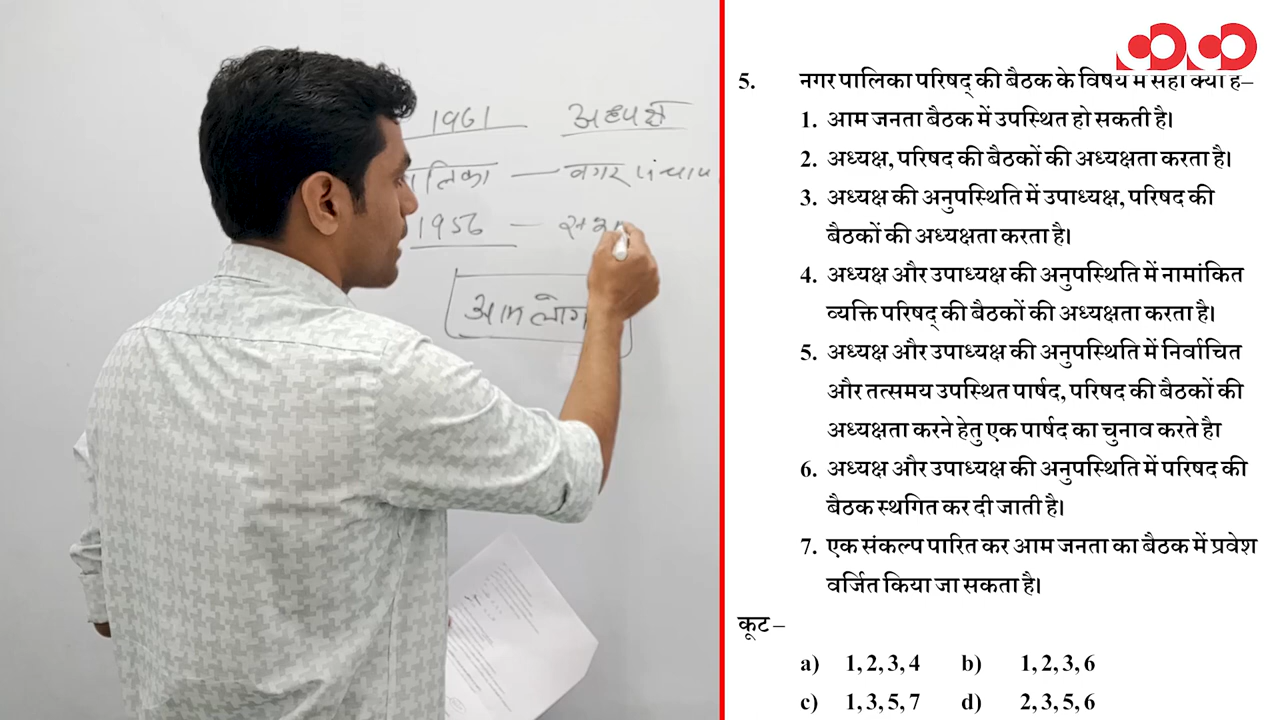 1961 अध्यक्ष
पालिका — नगर पंचाय
1956 —
आम लोग
5. नगर पालिका परिषद् की बैठक के विषय में सही क्या है–
1. आम जनता बैठक में उपस्थित हो सकती है।
2. अध्यक्ष, परिषद की बैठकों की अध्यक्षता करता है।
3. अध्यक्ष की अनुपस्थिति में उपाध्यक्ष, परिषद की
बैठकों की अध्यक्षता करता है।
4. अध्यक्ष और उपाध्यक्ष की अनुपस्थिति में नामांकित
व्यक्ति परिषद् की बैठकों की अध्यक्षता करता है।
5. अध्यक्ष और उपाध्यक्ष की अनुपस्थिति में निर्वाचित
और तत्समय उपस्थित पार्षद, परिषद की बैठकों की
अध्यक्षता करने हेतु एक पार्षद का चुनाव करते है।
6. अध्यक्ष और उपाध्यक्ष की अनुपस्थिति में परिषद की
बैठक स्थगित कर दी जाती है।
7. एक संकल्प पारित कर आम जनता का बैठक में प्रवेश
वर्जित किया जा सकता है।
कूट–
a) 1, 2, 3, 4 b) 1, 2, 3, 6
c) 1, 3, 5, 7 d) 2, 3, 5, 6